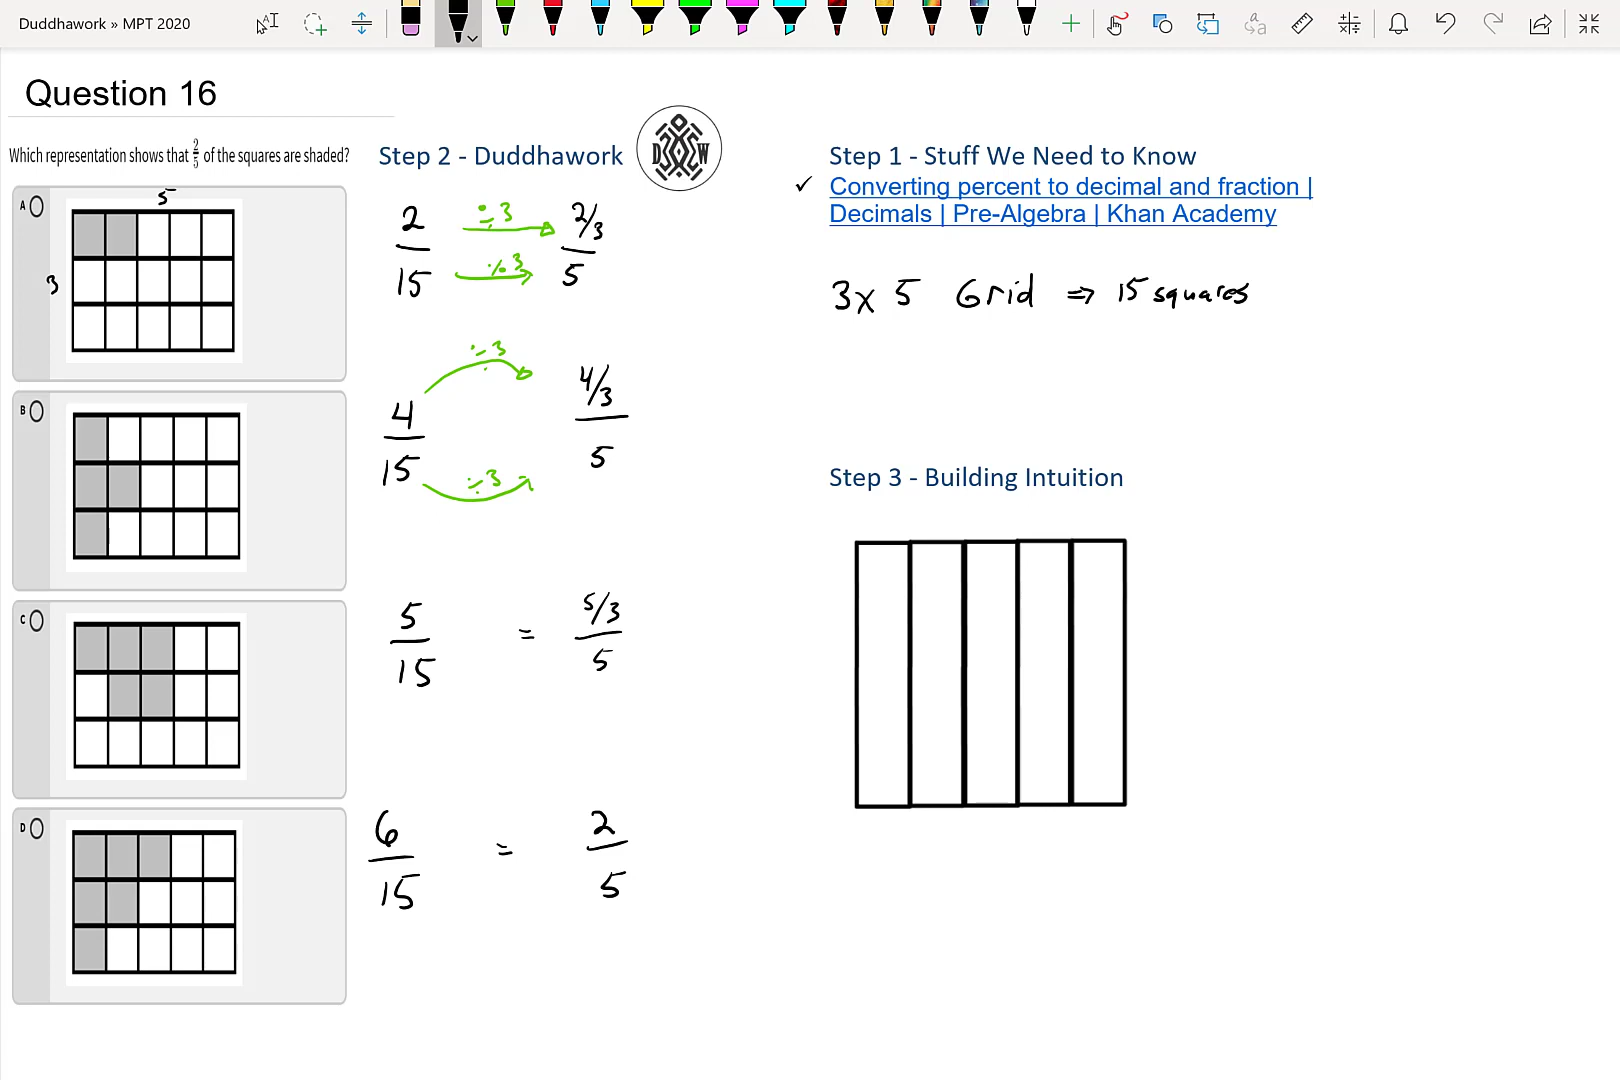 Duddhawork » MPT 2020
Question 16
Which representation shows that 2/5 of the squares are shaded?
A
5
3
B
C
D
Step 2 - Duddhawork
D W
2/15 ÷3 ÷3 2/3/5
4/15 ÷3 ÷3 4/3/5
5/15 = 5/3/5
6/15 = 2/5
Step 1 - Stuff We Need to Know
✓ Converting percent to decimal and fraction |
Decimals | Pre-Algebra | Khan Academy
3 x 5 Grid ⇒ 15 squares
Step 3 - Building Intuition